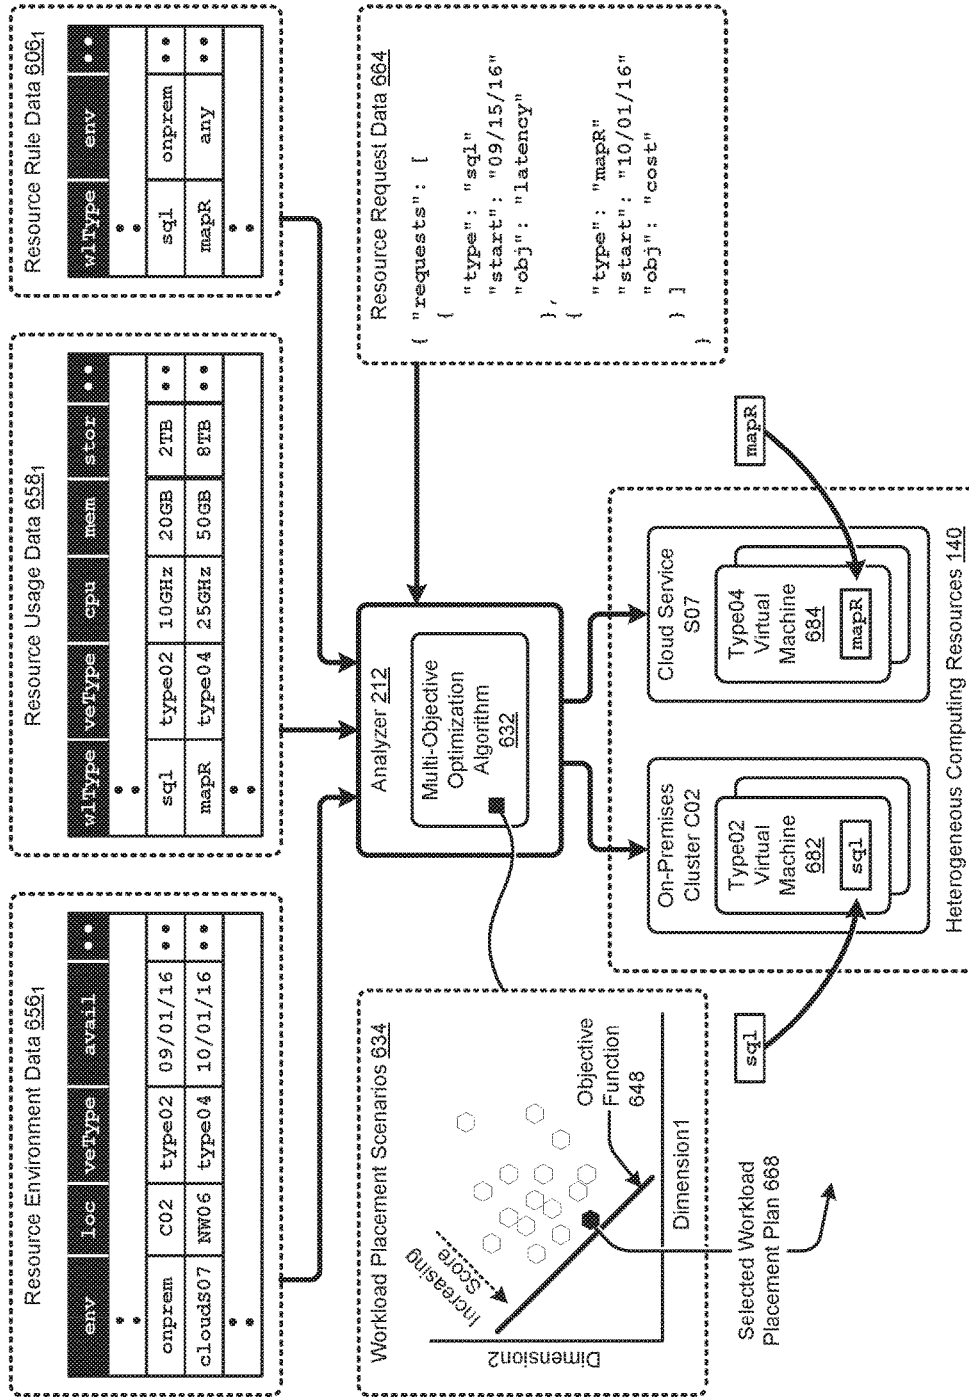 Resource Environment Data 656₁
env loc veType avail
onprem C02 type02 09/01/16
cloudS07 NW06 type04 10/01/16
Resource Usage Data 658₁
wlType veType cpu mem stor
sql type02 10GHz 20GB 2TB
mapR type04 25GHz 50GB 8TB
Resource Rule Data 606₁
wlType env
sql onprem
mapR any
Workload Placement Scenarios 634
Increasing
Score
Dimension2
Dimension1
Objective
Function
648
Selected Workload
Placement Plan 668
Analyzer 212
Multi-Objective
Optimization
Algorithm
632
Resource Request Data 664
{ "requests": [
{
"type": "sql"
"start": "09/15/16"
"obj": "latency"
},
{
"type": "mapR"
"start": "10/01/16"
"obj": "cost"
} ]
}
sql
On-Premises
Cluster C02
Type02
Virtual
Machine
682
sql
Cloud Service
S07
Type04
Virtual
Machine
684
mapR
mapR
Heterogeneous Computing Resources 140